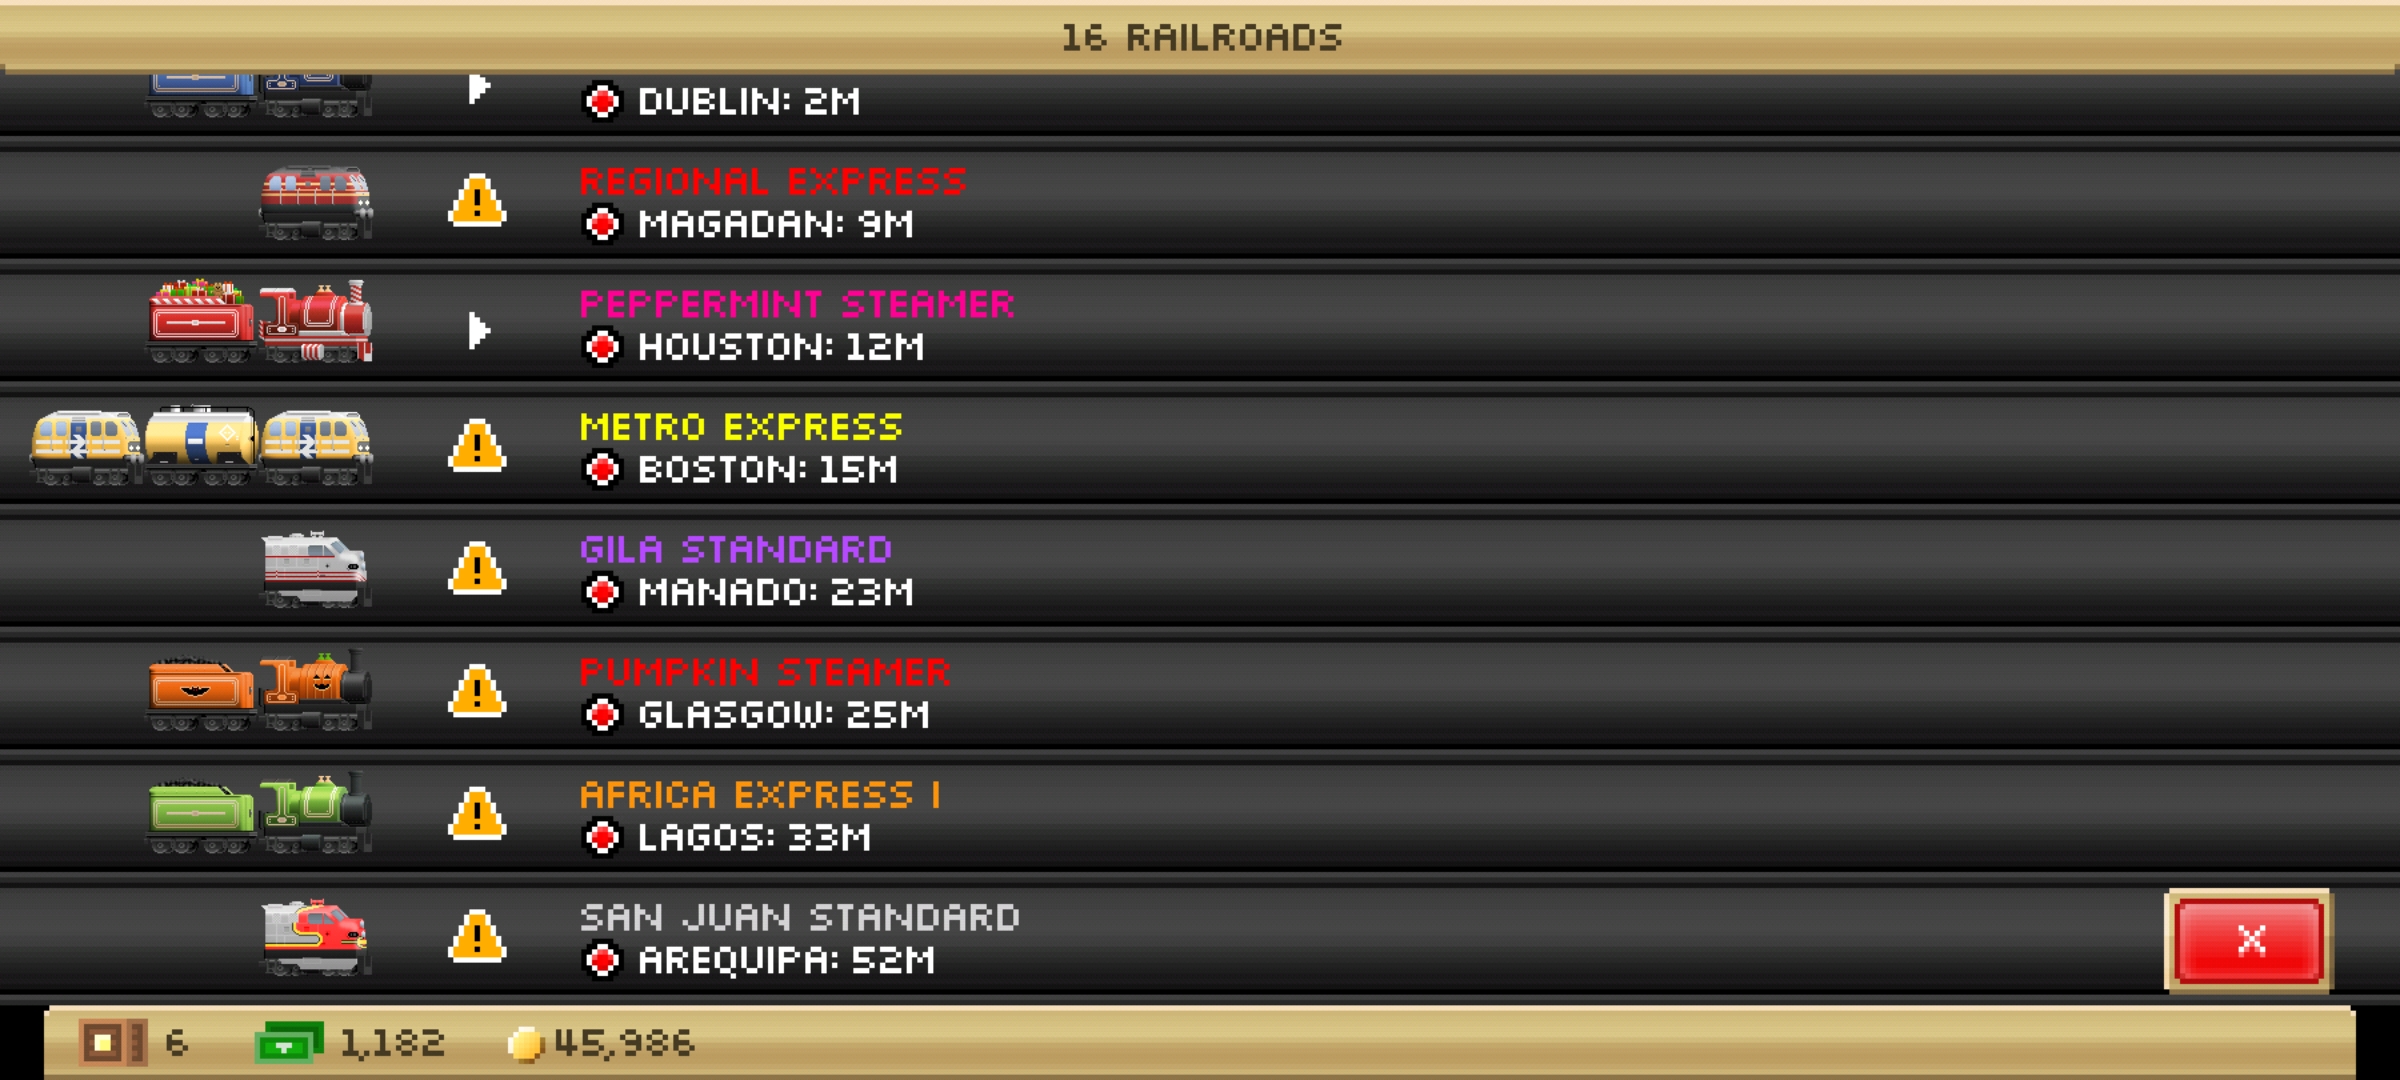 16 RAILROADS
DUBLIN: 2M
REGIONAL EXPRESS
MAGADAN: 9M
PEPPERMINT STEAMER
HOUSTON: 12M
METRO EXPRESS
BOSTON: 15M
GILA STANDARD
MANADO: 23M
PUMPKIN STEAMER
GLASGOW: 25M
AFRICA EXPRESS I
LAGOS: 33M
SAN JUAN STANDARD
AREQUIPA: 52M
X
6 1,182 45,986